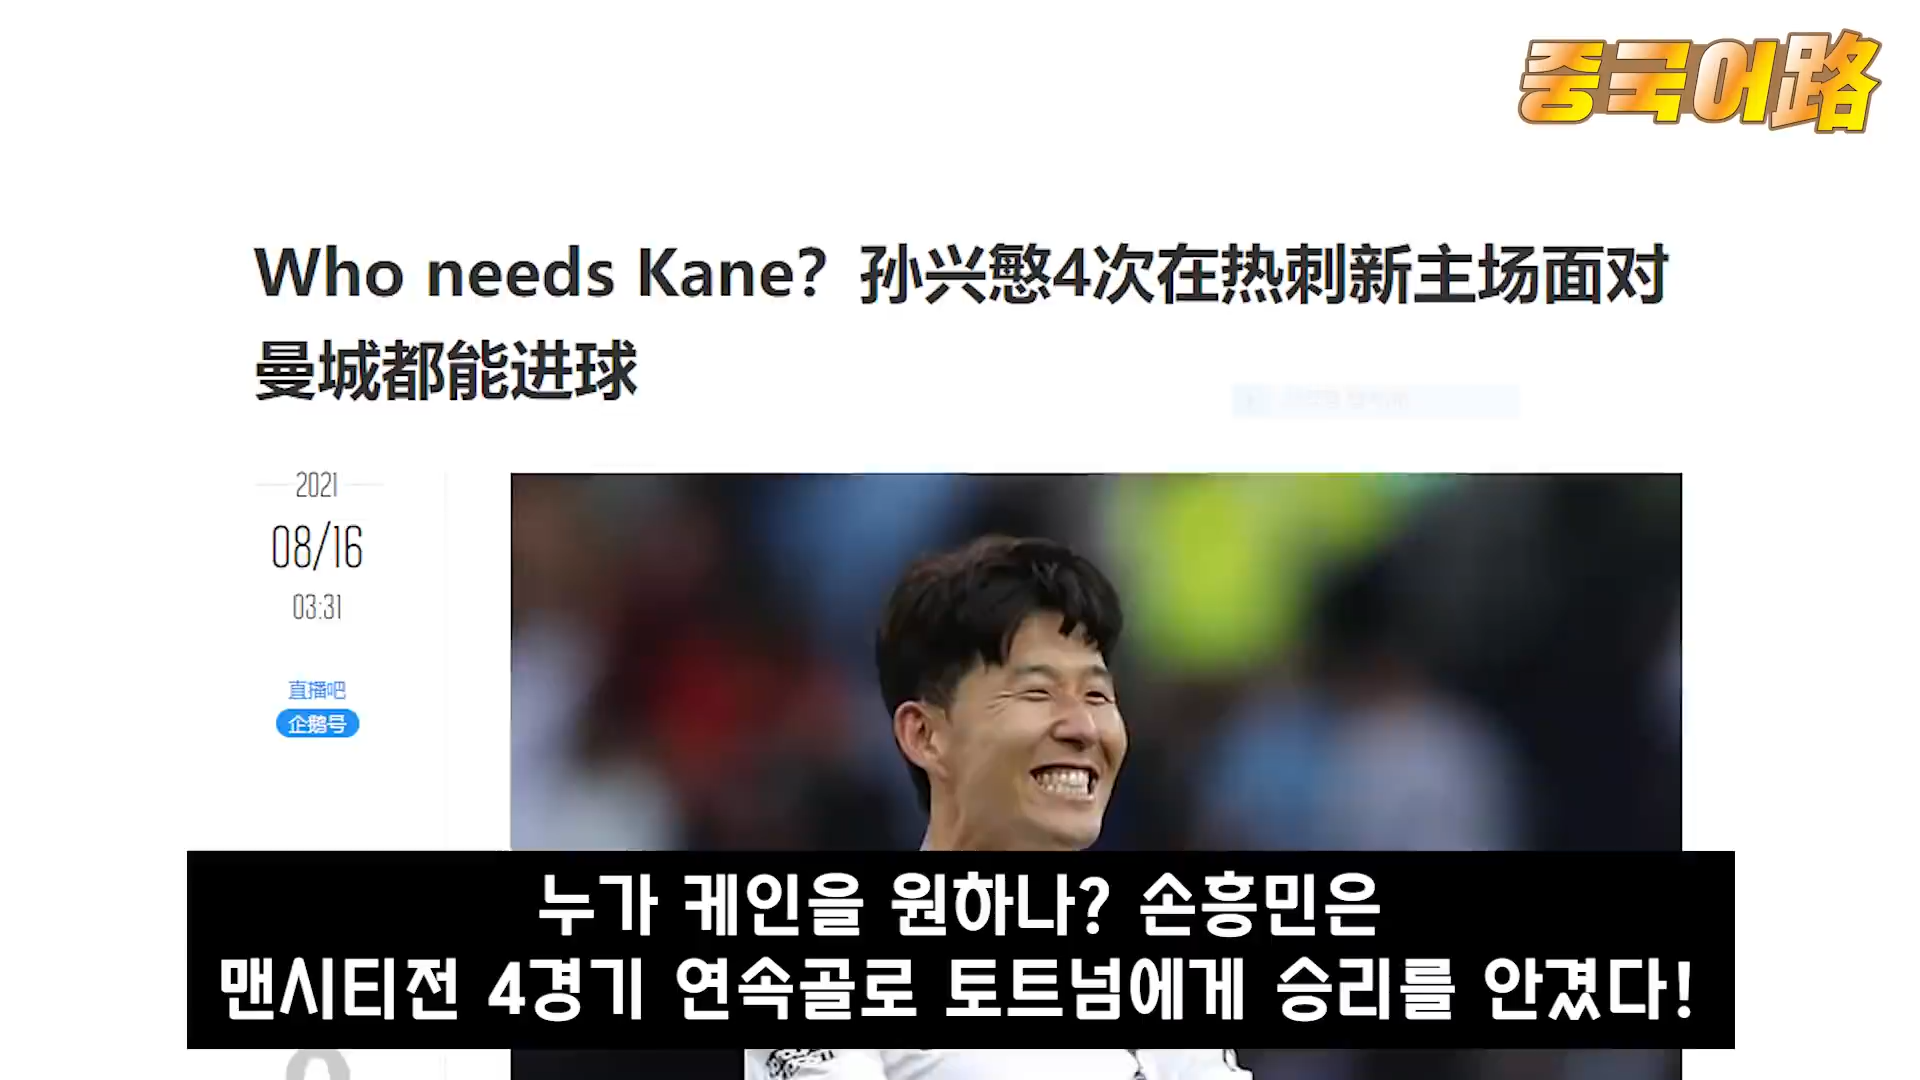 중국어路
Who needs Kane？孙兴慜4次在热刺新主场面对
曼城都能进球
2021
08/16
03:31
直播吧
企鹅号
누가 케인을 원하나? 손흥민은
맨시티전 4경기 연속골로 토트넘에게 승리를 안겼다!